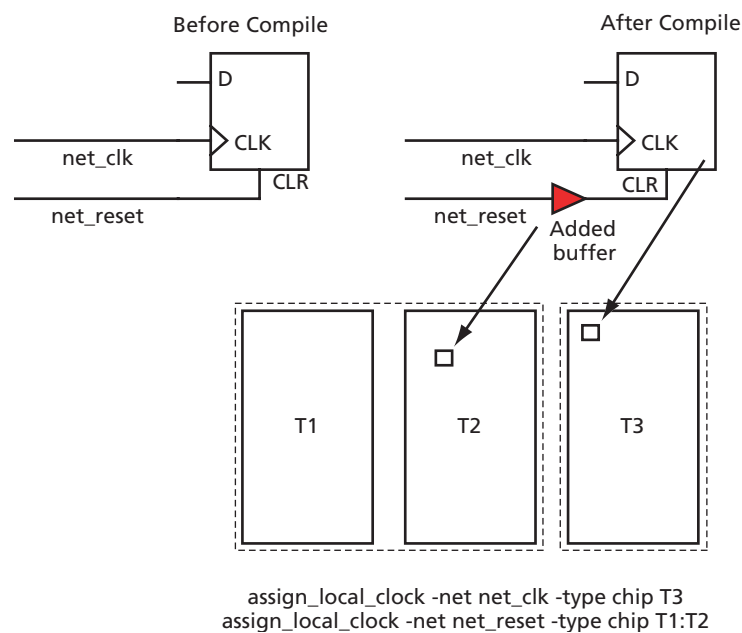 Before Compile
After Compile
D
CLK
net_clk
CLR
net_reset
D
CLK
net_clk
CLR
net_reset
Added
buffer
T1
T2
T3
assign_local_clock -net net_clk -type chip T3
assign_local_clock -net net_reset -type chip T1:T2